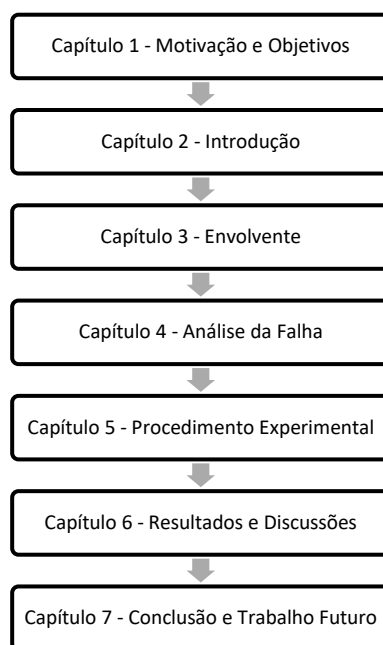 Capítulo 1 - Motivação e Objetivos
Capítulo 2 - Introdução
Capítulo 3 - Envolvente
Capítulo 4 - Análise da Falha
Capítulo 5 - Procedimento Experimental
Capítulo 6 - Resultados e Discussões
Capítulo 7 - Conclusão e Trabalho Futuro